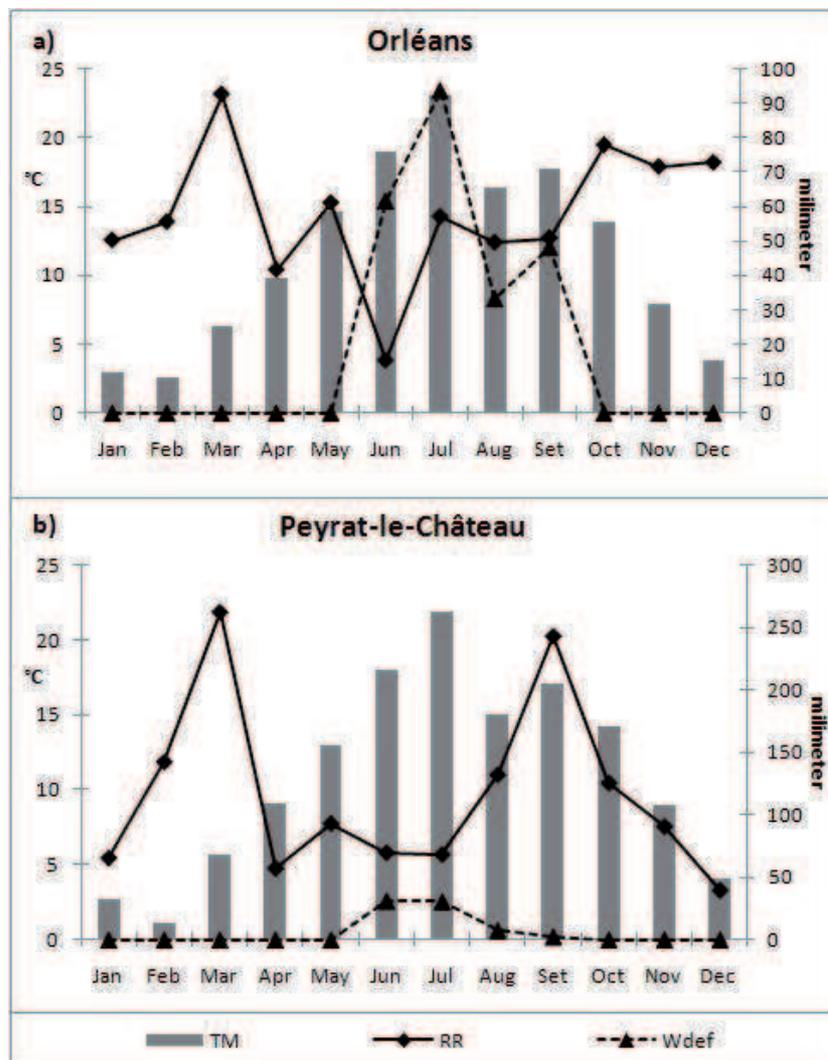 a)
Orléans
25 20 15 10 5 0
°C
100 90 80 70 60 50 40 30 20 10 0
milimeter
Jan Feb Mar Apr May Jun Jul Aug Set Oct Nov Dec
b)
Peyrat-le-Château
25 20 15 10 5 0
°C
300 250 200 150 100 50 0
milimeter
Jan Feb Mar Apr May Jun Jul Aug Set Oct Nov Dec
TM RR Wdef